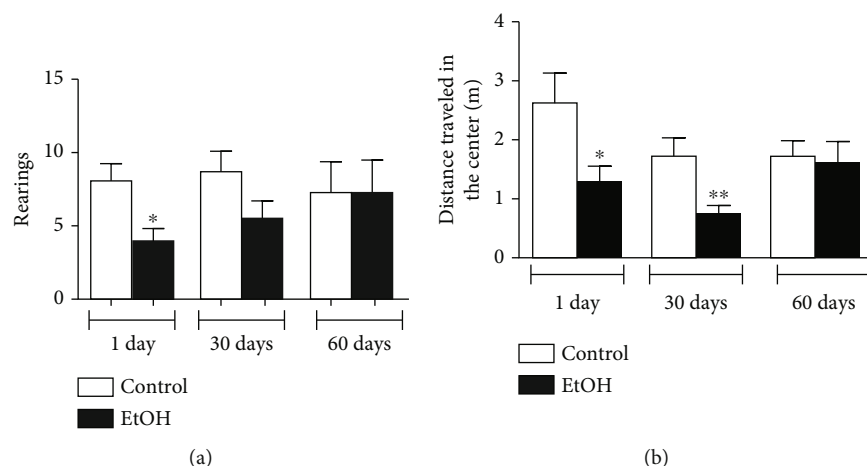 15
10
5
0
Rearings
*
1 day
30 days
60 days
Control
EtOH
(a)
4
3
2
1
0
Distance traveled in
the center (m)
*
**
1 day
30 days
60 days
Control
EtOH
(b)